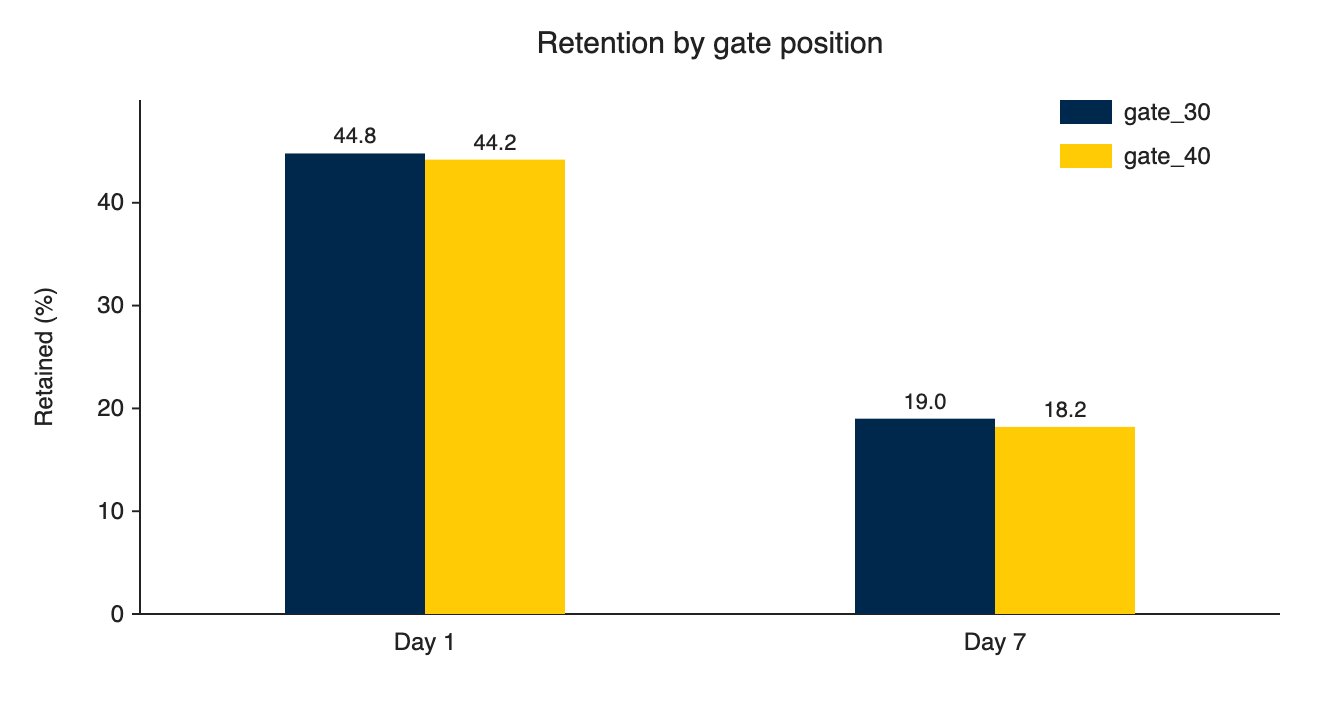 Retention by gate position
gate_30
gate_40
44.8
44.2
19.0
18.2
Retained (%)
40
30
20
10
0
Day 1
Day 7